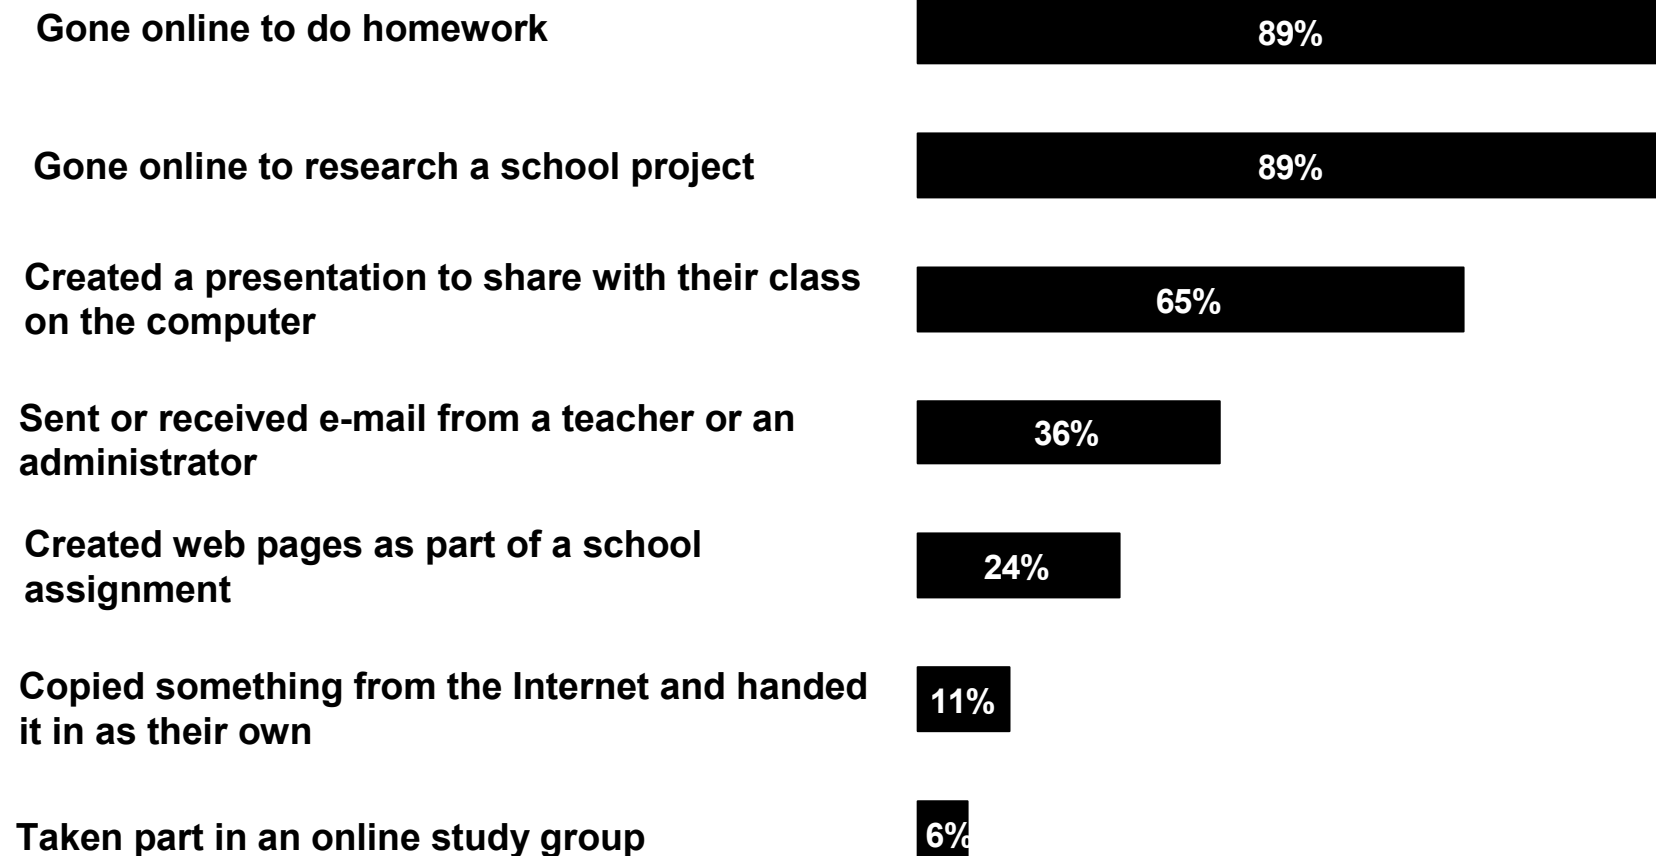 Gone online to do homework 89%
Gone online to research a school project 89%
Created a presentation to share with their class
on the computer
65%
Sent or received e-mail from a teacher or an
administrator
36%
Created web pages as part of a school
assignment
24%
Copied something from the Internet and handed
it in as their own
11%
Taken part in an online study group 6%